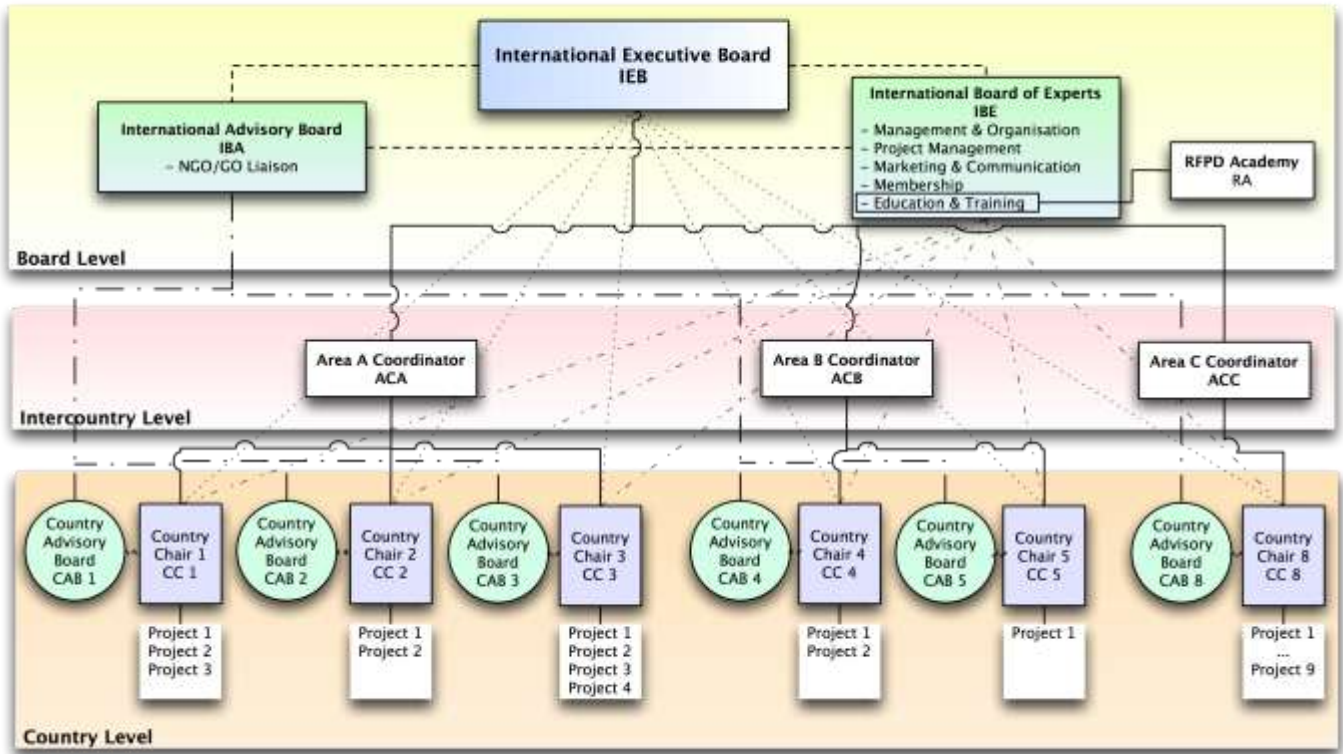 International Executive Board
IEB
International Advisory Board
IBA
- NGO/GO Liaison
International Board of Experts
IBE
- Management & Organisation
- Project Management
- Marketing & Communication
- Membership
- Education & Training
RFPD Academy
RA
Board Level
Area A Coordinator
ACA
Area B Coordinator
ACB
Area C Coordinator
ACC
Intercountry Level
Country
Advisory
Board
CAB 1
Country
Chair 1
CC 1
Country
Advisory
Board
CAB 2
Country
Chair 2
CC 2
Country
Advisory
Board
CAB 3
Country
Chair 3
CC 3
Country
Advisory
Board
CAB 4
Country
Chair 4
CC 4
Country
Advisory
Board
CAB 5
Country
Chair 5
CC 5
Country
Advisory
Board
CAB 8
Country
Chair 8
CC 8
Project 1
Project 2
Project 3
Project 1
Project 2
Project 1
Project 2
Project 3
Project 4
Project 1
Project 2
Project 1
Project 1
...
Project 9
Country Level